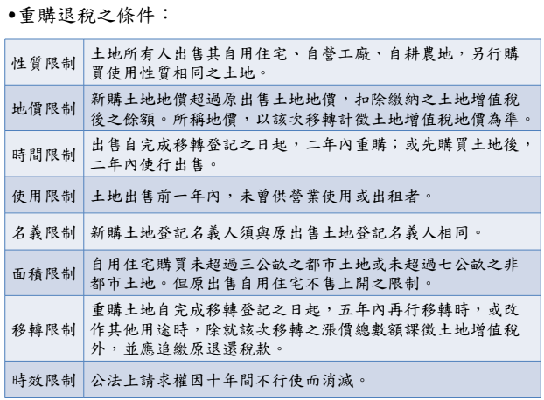 •重購退稅之條件：
性質限制 土地所有人出售其自用住宅，自營工廠，自耕農地，另行購
買使用性質相同之土地。
地價限制 新購土地地價超過原出售土地地價，扣除繳納之土地增值稅
後之餘額。所稱地價，以該次移轉計徵土地增值稅地價為準。
時間限制 出售自完成移轉登記之日起，二年內重購；或先購買土地後，
二年內使行出售。
使用限制 土地出售前一年內，未曾供營業使用或出租者。
名義限制 新購土地登記名義人須與原出售土地登記名義人相同。
面積限制 自用住宅購買未超過三公畝之都市土地或未超過七公畝之非
都市土地。但原出售自用住宅不售上開之限制。
移轉限制 重購土地自完成移轉登記之日起，五年內再行移轉時，或改
作其他用途時，除就該次移轉之漲價總數額課徵土地增值稅
外，並應追繳原退還稅款。
時效限制 公法上請求權因十年間不行使而消滅。